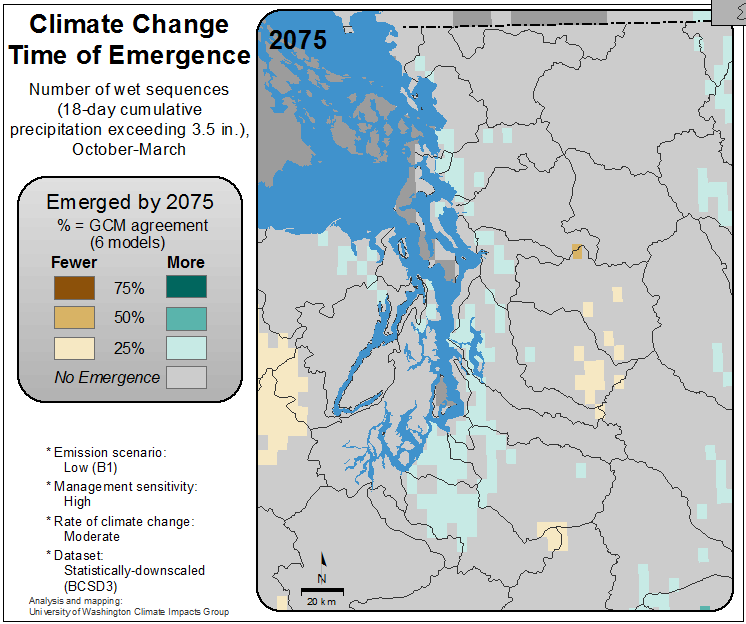 Climate Change
Time of Emergence
Number of wet sequences
(18-day cumulative
precipitation exceeding 3.5 in.),
October-March
Emerged by 2075
% = GCM agreement
(6 models)
Fewer More
75%
50%
25%
No Emergence
* Emission scenario:
Low (B1)
* Management sensitivity:
High
* Rate of climate change:
Moderate
* Dataset:
Statistically-downscaled
(BCSD3)
Analysis and mapping:
University of Washington Climate Impacts Group
2075
N
20 km